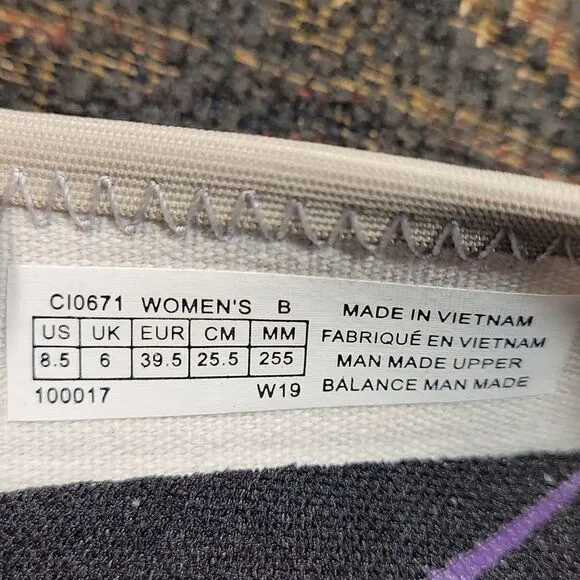 CI0671 WOMEN'S B
US UK EUR CM MM
8.5 6 39.5 25.5 255
100017 W19
MADE IN VIETNAM
FABRIQUÉ EN VIETNAM
MAN MADE UPPER
BALANCE MAN MADE